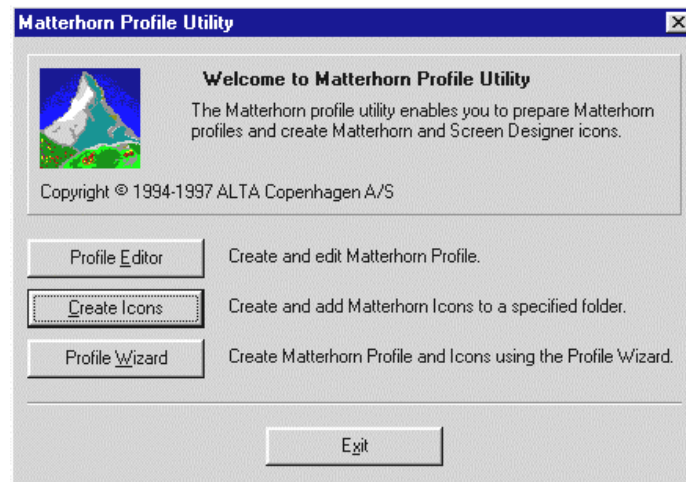 Matterhorn Profile Utility
Welcome to Matterhorn Profile Utility
The Matterhorn profile utility enables you to prepare Matterhorn
profiles and create Matterhorn and Screen Designer icons.
Copyright © 1994-1997 ALTA Copenhagen A/S
Profile Editor
Create and edit Matterhorn Profile.
Create Icons
Create and add Matterhorn Icons to a specified folder.
Profile Wizard
Create Matterhorn Profile and Icons using the Profile Wizard.
Exit